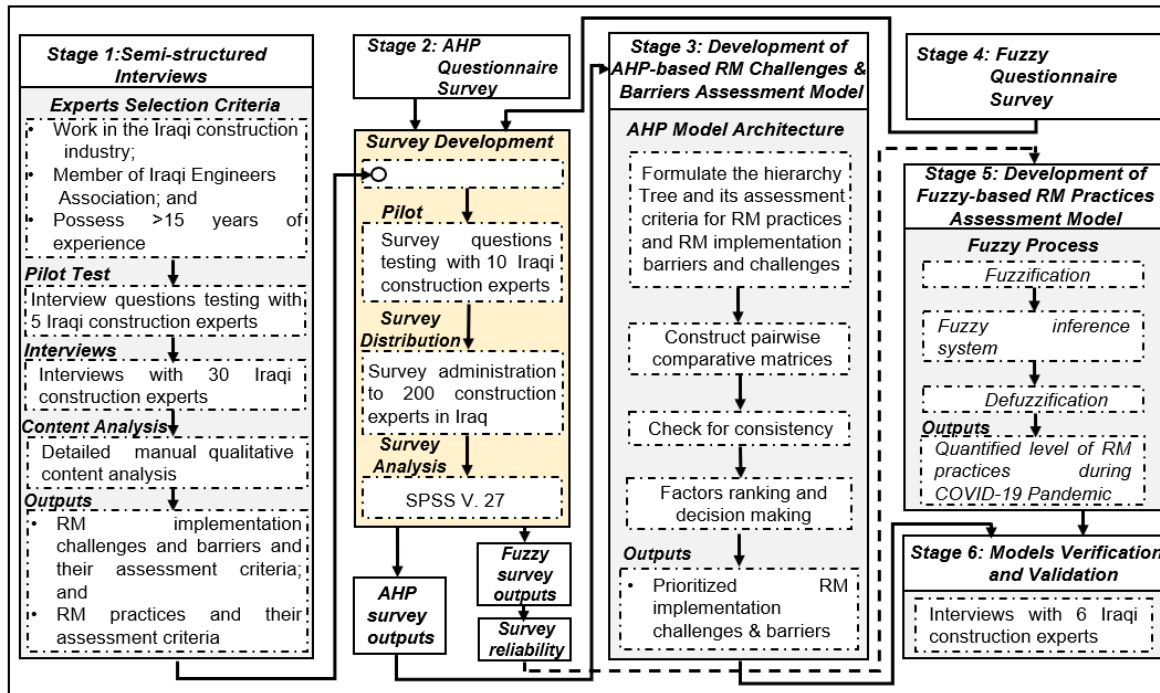 Stage 1:Semi-structured
Interviews
Experts Selection Criteria
• Work in the Iraqi construction
industry;
• Member of Iraqi Engineers
Association; and
• Possess >15 years of
experience
Pilot Test
Interview questions testing with
5 Iraqi construction experts
Interviews
Interviews with 30 Iraqi
construction experts
Content Analysis
Detailed manual qualitative
content analysis
Outputs
• RM implementation
challenges and barriers and
their assessment criteria;
and
• RM practices and their
assessment criteria
Stage 2: AHP
Questionnaire
Survey
Survey Development
Pilot
Survey questions
testing with 10 Iraqi
construction experts
Survey
Distribution
Survey administration
to 200 construction
experts in Iraq
Survey
Analysis
SPSS V. 27
AHP
survey
outputs
Fuzzy
survey
outputs
Survey
reliability
Stage 3: Development of
AHP-based RM Challenges &
Barriers Assessment Model
AHP Model Architecture
Formulate the hierarchy
Tree and its assessment
criteria for RM practices
and RM implementation
barriers and challenges
Construct pairwise
comparative matrices
Check for consistency
Factors ranking and
decision making
Outputs
• Prioritized RM
implementation
challenges & barriers
Stage 4: Fuzzy
Questionnaire
Survey
Stage 5: Development of
Fuzzy-based RM Practices
Assessment Model
Fuzzy Process
Fuzzification
Fuzzy inference
system
Defuzzification
Outputs
Quantified level of RM
practices during
COVID-19 Pandemic
Stage 6: Models Verification
and Validation
Interviews with 6 Iraqi
construction experts